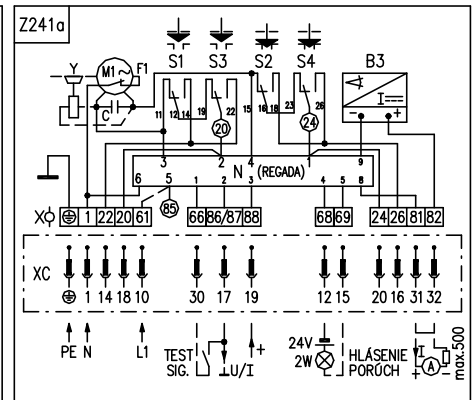 Z241a
S1 S3 S2 S4 B3
Y M1 ~ F1
C
I
- +
11 12 14 19 22 15 16 18 23 26
20 24
3 2 4 1 9
N (REGADA)
6 5 1 2 3 4 5 8
85
X 1 22 20 61 66 86/87 88 68 69 24 26 81 82
XC
1 14 18 10 30 17 19 12 15 20 16 31 32
PE N L1
TEST
SIG.
U/I
+
24V
2W
HLÁSENIE
PORÚCH
I
A
+ -
max.500